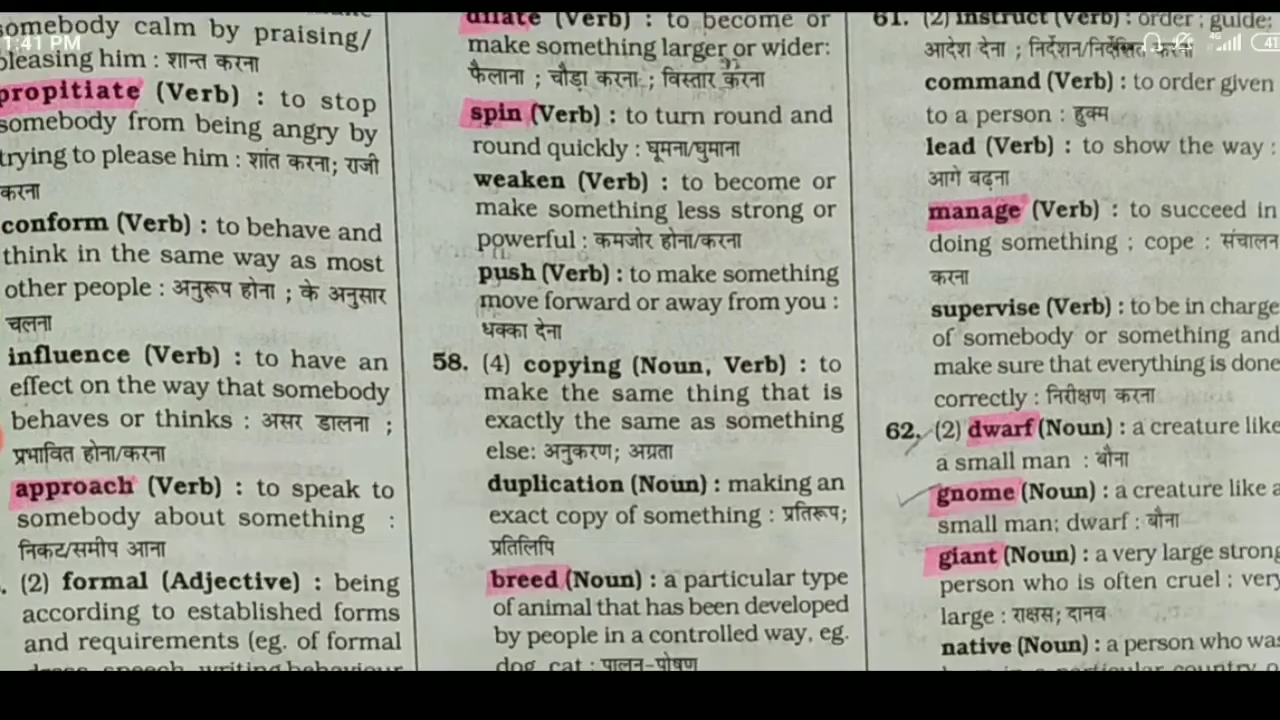 somebody calm by praising/
pleasing him : शान्त करना
propitiate (Verb) : to stop
somebody from being angry by
trying to please him : शांत करना; राजी
करना
conform (Verb) : to behave and
think in the same way as most
other people : अनुरूप होना ; के अनुसार
चलना
influence (Verb) : to have an
effect on the way that somebody
behaves or thinks : असर डालना ;
प्रभावित होना/करना
approach (Verb) : to speak to
somebody about something :
निकट/समीप आना
(2) formal (Adjective) : being
according to established forms
and requirements (eg. of formal
dilate (Verb) : to become or
make something larger or wider:
फैलाना ; चौड़ा करना ; विस्तार करना
spin (Verb) : to turn round and
round quickly : घूमना/घुमाना
weaken (Verb) : to become or
make something less strong or
powerful : कमजोर होना/करना
push (Verb) : to make something
move forward or away from you :
धक्का देना
58. (4) copying (Noun, Verb) : to
make the same thing that is
exactly the same as something
else: अनुकरण; अग्रता
duplication (Noun) : making an
exact copy of something : प्रतिरूप;
प्रतिलिपि
breed (Noun) : a particular type
of animal that has been developed
by people in a controlled way, eg.
dog, cat : पालन-पोषण
61. (2) instruct (Verb) : order ; guide;
आदेश देना ; निर्देशन/निर्देशित करना
command (Verb) : to order given
to a person : हुक्म
lead (Verb) : to show the way :
आगे बढ़ना
manage (Verb) : to succeed in
doing something ; cope : संचालन
करना
supervise (Verb) : to be in charge
of somebody or something and
make sure that everything is done
correctly : निरीक्षण करना
62. (2) dwarf (Noun) : a creature like
a small man : बौना
gnome (Noun) : a creature like a
small man; dwarf : बौना
giant (Noun) : a very large strong
person who is often cruel ; very
large : राक्षस; दानव
native (Noun) : a person who was
1:41 PM
4G
41